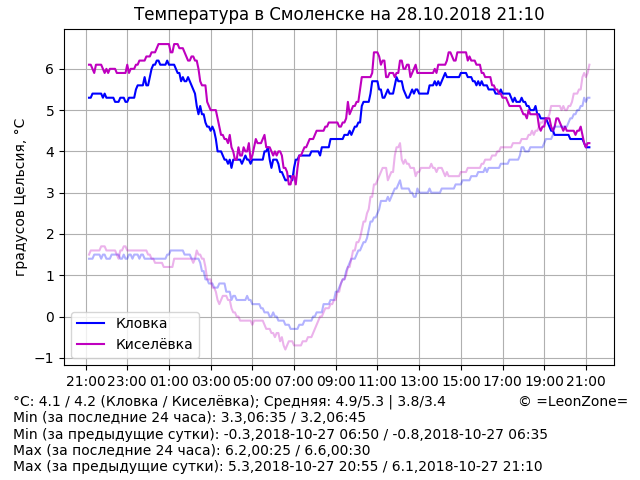 Температура в Смоленске на 28.10.2018 21:10
градусов Цельсия, °C
6
5
4
3
2
1
0
−1
Кловка
Киселёвка
21:00 23:00 01:00 03:00 05:00 07:00 09:00 11:00 13:00 15:00 17:00 19:00 21:00
°C: 4.1 / 4.2 (Кловка / Киселёвка); Средняя: 4.9/5.3 | 3.8/3.4 © =LeonZone=
Min (за последние 24 часа): 3.3,06:35 / 3.2,06:45
Min (за предыдущие сутки): -0.3,2018-10-27 06:50 / -0.8,2018-10-27 06:35
Max (за последние 24 часа): 6.2,00:25 / 6.6,00:30
Max (за предыдущие сутки): 5.3,2018-10-27 20:55 / 6.1,2018-10-27 21:10